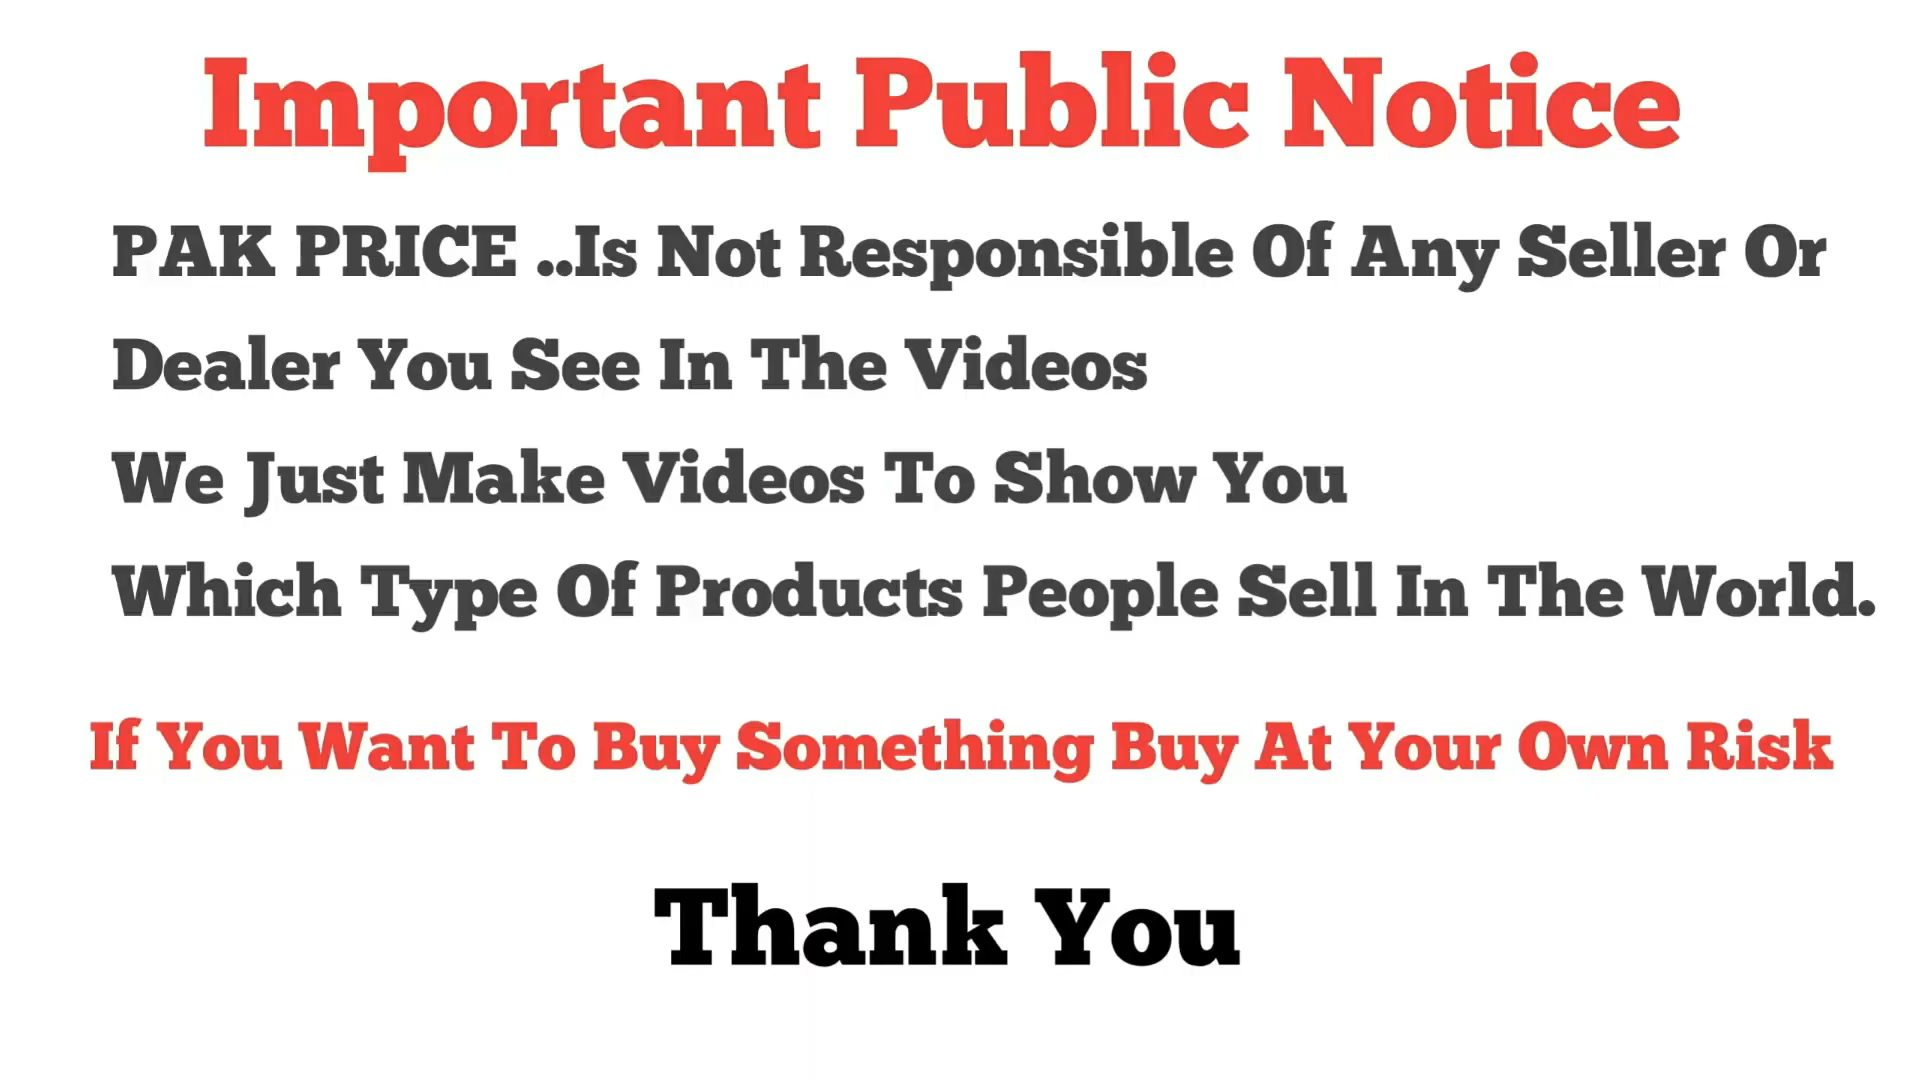 Important Public Notice
PAK PRICE ..Is Not Responsible Of Any Seller Or
Dealer You See In The Videos
We Just Make Videos To Show You
Which Type Of Products People Sell In The World.
If You Want To Buy Something Buy At Your Own Risk
Thank You